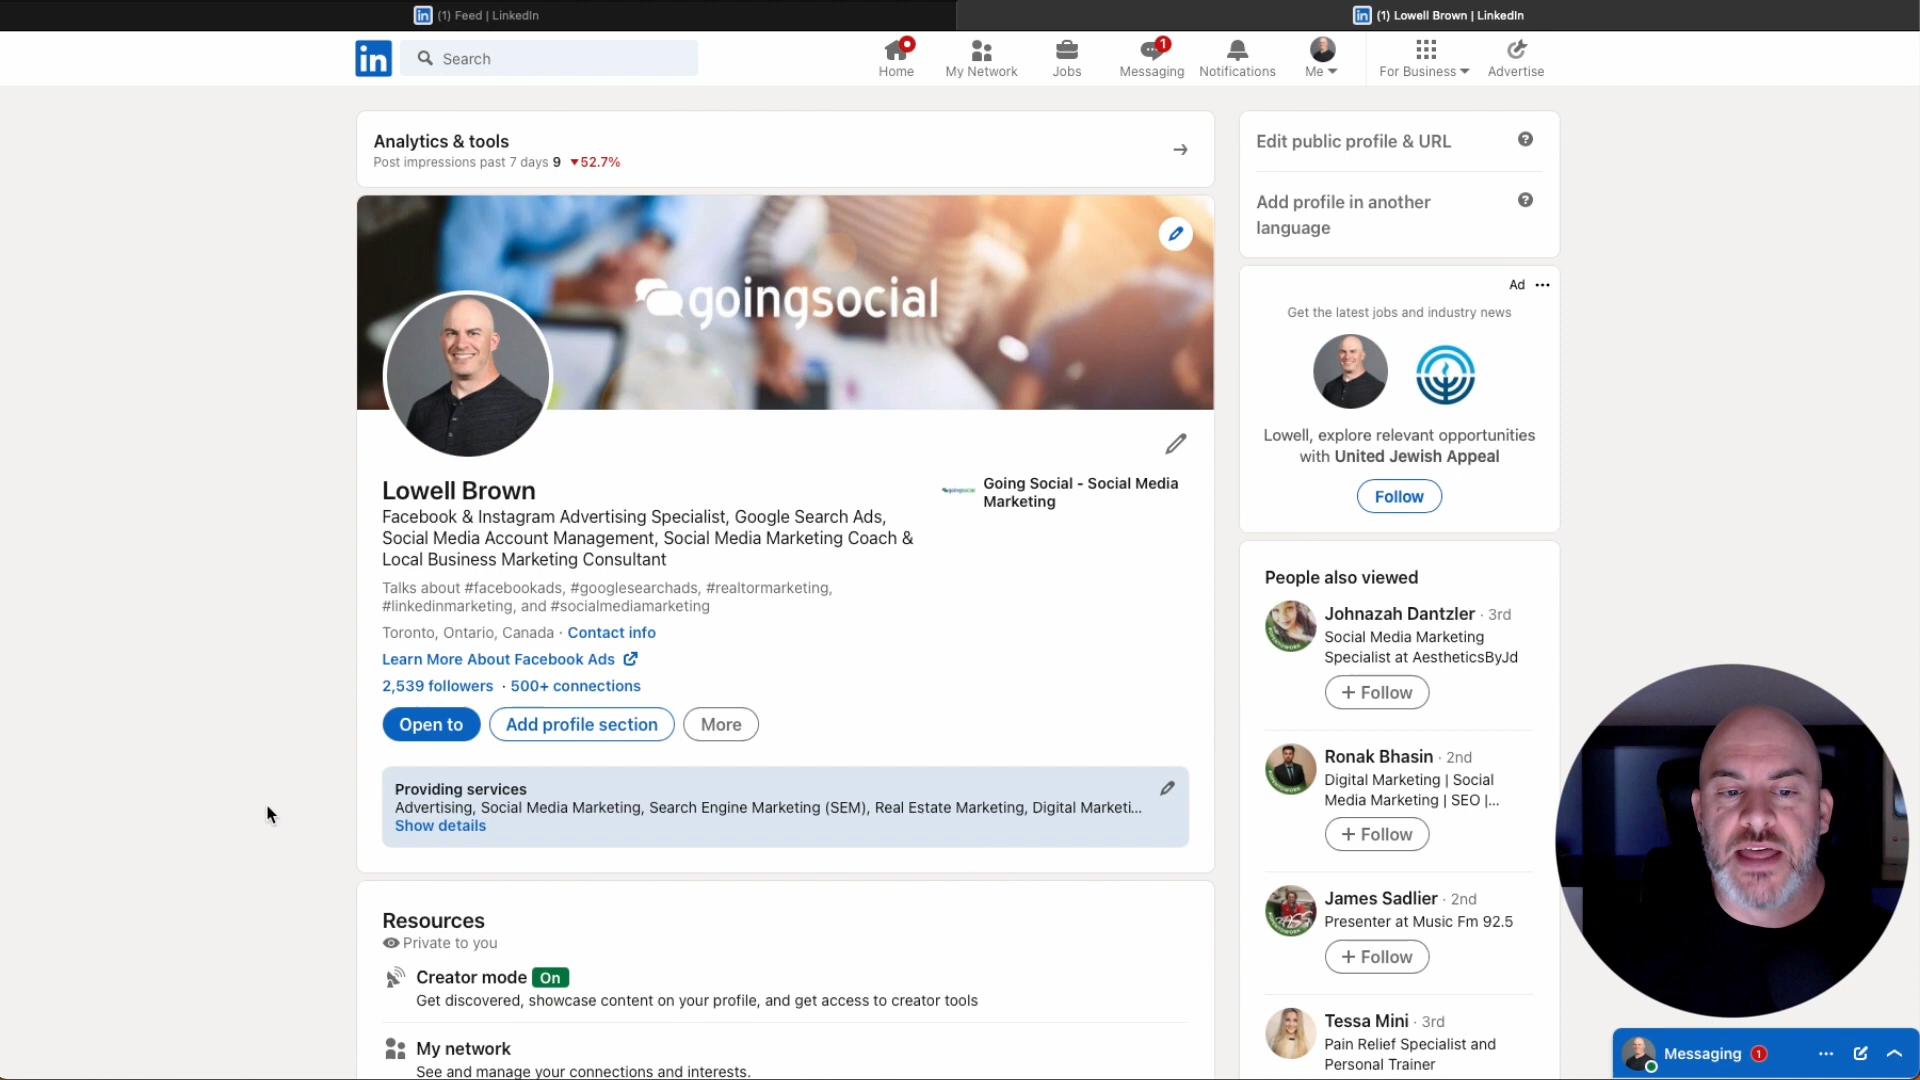 (1) Feed | LinkedIn
(1) Lowell Brown | LinkedIn
in
Search
Home
My Network
Jobs
1
Messaging
Notifications
Me
For Business
Advertise
Analytics & tools
Post impressions past 7 days 9 ▼52.7%
goingsocial
Lowell Brown
Facebook & Instagram Advertising Specialist, Google Search Ads,
Social Media Account Management, Social Media Marketing Coach &
Local Business Marketing Consultant
Going Social - Social Media
Marketing
Talks about #facebookads, #googlesearchads, #realtormarketing,
#linkedinmarketing, and #socialmediamarketing
Toronto, Ontario, Canada · Contact info
Learn More About Facebook Ads
2,539 followers · 500+ connections
Open to
Add profile section
More
Providing services
Advertising, Social Media Marketing, Search Engine Marketing (SEM), Real Estate Marketing, Digital Marketi...
Show details
Resources
Private to you
Creator mode On
Get discovered, showcase content on your profile, and get access to creator tools
My network
See and manage your connections and interests.
Edit public profile & URL
Add profile in another
language
Ad
Get the latest jobs and industry news
Lowell, explore relevant opportunities
with United Jewish Appeal
Follow
People also viewed
Johnazah Dantzler · 3rd
Social Media Marketing
Specialist at AestheticsByJd
+ Follow
Ronak Bhasin · 2nd
Digital Marketing | Social
Media Marketing | SEO |...
+ Follow
James Sadlier · 2nd
Presenter at Music Fm 92.5
+ Follow
Tessa Mini · 3rd
Pain Relief Specialist and
Personal Trainer
Messaging 1